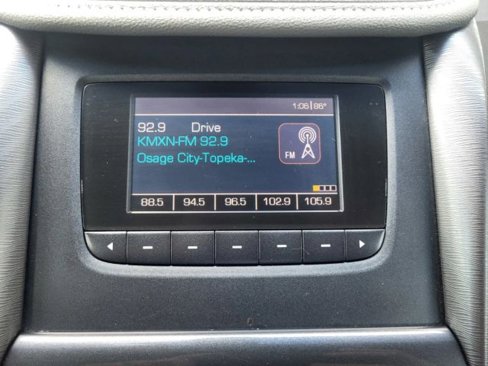 1:06|86°
92.9 Drive
KMXN-FM 92.9
Osage City-Topeka-...
FM
88.5 94.5 96.5 102.9 105.9